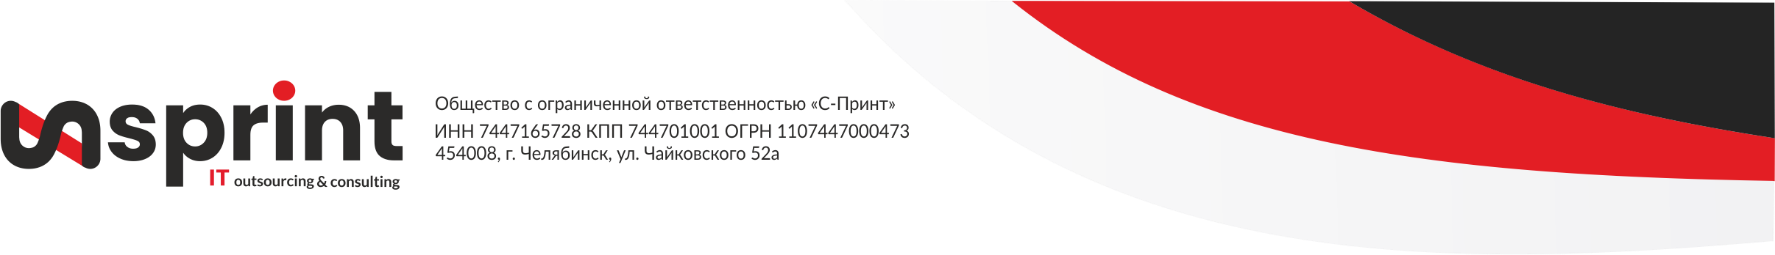 sprint
IT outsourcing & consulting
Общество с ограниченной ответственностью «С-Принт»
ИНН 7447165728 КПП 744701001 ОГРН 1107447000473
454008, г. Челябинск, ул. Чайковского 52а